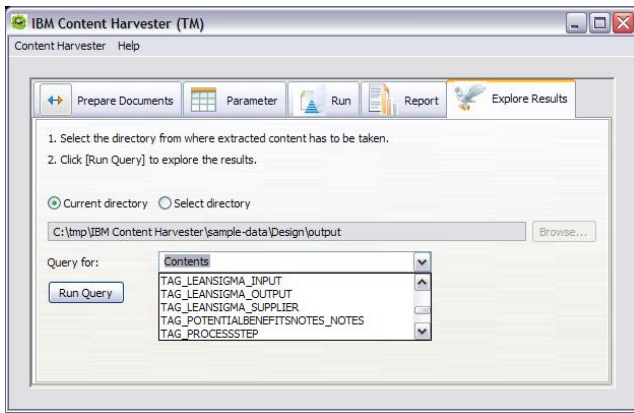 IBM Content Harvester (TM)
Content Harvester Help
Prepare Documents Parameter Run Report Explore Results
1. Select the directory from where extracted content has to be taken.
2. Click [Run Query] to explore the results.
Current directory Select directory
C:\tmp\IBM Content Harvester\sample-data\Design\output Browse...
Query for: Contents
TAG_LEANSIGMA_INPUT
Run Query TAG_LEANSIGMA_OUTPUT
TAG_LEANSIGMA_SUPPLIER
TAG_POTENTIALBENEFITSNOTES_NOTES
TAG_PROCESSSTEP